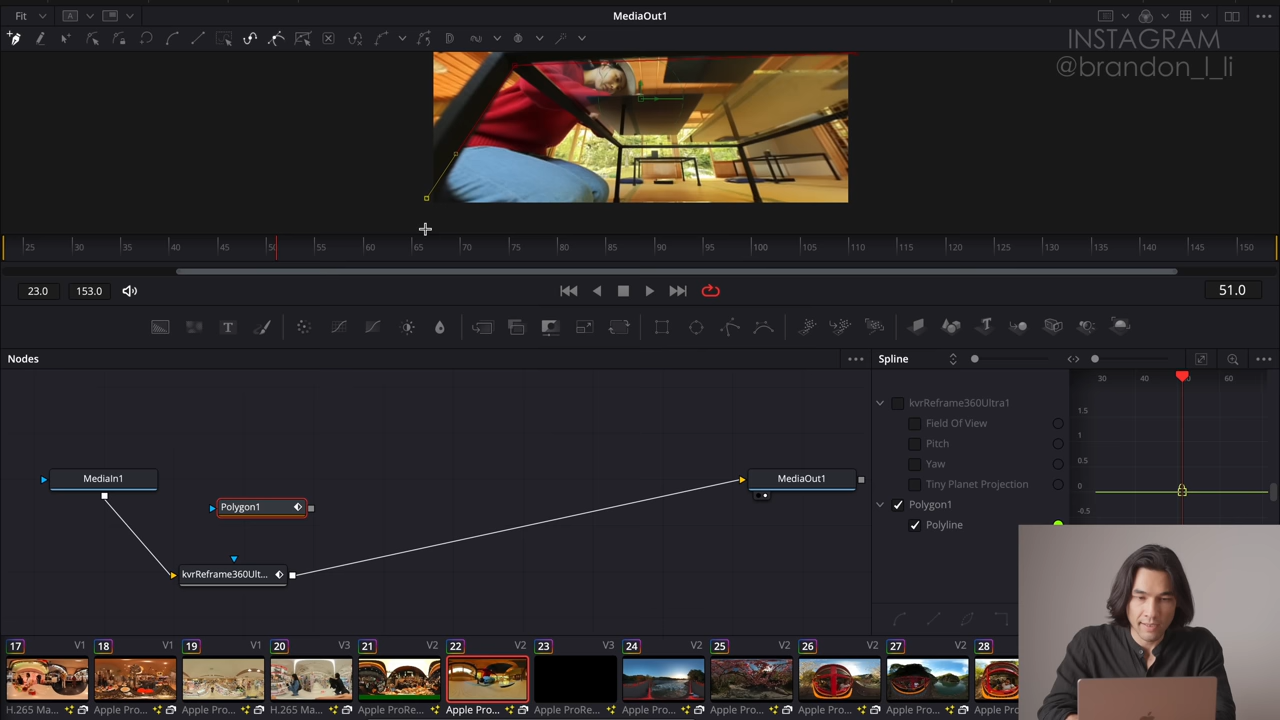 Fit
A
MediaOut1
INSTAGRAM
@brandon_l_li
25 30 35 40 45 50 55 60 65 70 75 80 85 90 95 100 105 110 115 120 125 130 135 140 145 150
23.0 153.0 51.0
T
Nodes
Spline
30 40 60
kvrReframe360Ultra1
Field Of View
Pitch
Yaw
Tiny Planet Projection
Polygon1
Polyline
1.5
1
0.5
0
-0.5
MediaIn1
Polygon1
MediaOut1
kvrReframe360Ult...
17 V1 18 V1 19 V1 20 V3 21 V2 22 V2 23 V2 24 V2 25 V2 26 V2 27 V2 28
H.265 Ma... Apple Pro... Apple Pro... H.265 Ma... Apple ProRe... Apple Pro... Apple ProRe... Apple Pro... Apple Pro... Apple Pro... Apple Pro... Apple Pro...